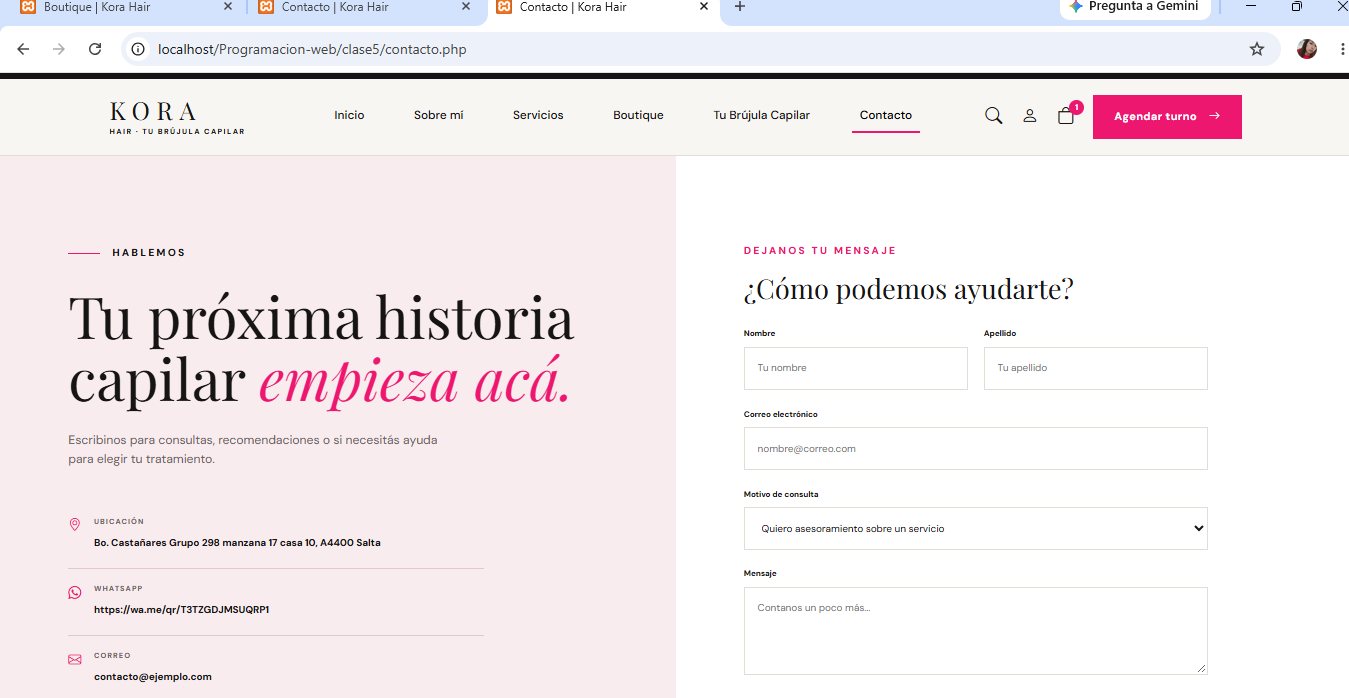 Boutique | Kora Hair
Contacto | Kora Hair
Contacto | Kora Hair
Pregunta a Gemini
localhost/Programacion-web/clase5/contacto.php
KORA
HAIR · TU BRÚJULA CAPILAR
Inicio
Sobre mí
Servicios
Boutique
Tu Brújula Capilar
Contacto
1
Agendar turno →
HABLEMOS
Tu próxima historia
capilar empieza acá.
Escribinos para consultas, recomendaciones o si necesitás ayuda
para elegir tu tratamiento.
UBICACIÓN
Bo. Castañares Grupo 298 manzana 17 casa 10, A4400 Salta
WHATSAPP
https://wa.me/qr/T3TZGDJMSUQRP1
CORREO
contacto@ejemplo.com
DEJANOS TU MENSAJE
¿Cómo podemos ayudarte?
Nombre
Apellido
Tu nombre
Tu apellido
Correo electrónico
nombre@correo.com
Motivo de consulta
Quiero asesoramiento sobre un servicio
Mensaje
Contanos un poco más...